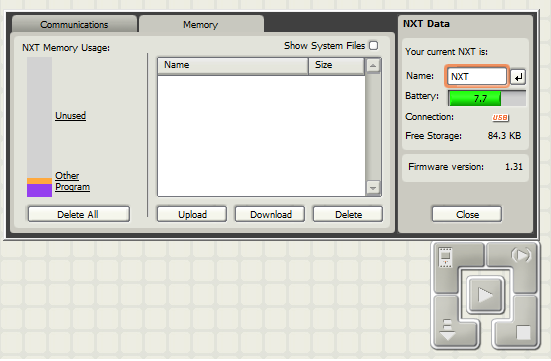 Communications
Memory
NXT Memory Usage:
Unused
Other
Program
Delete All
Show System Files
Name
Size
Upload
Download
Delete
NXT Data
Your current NXT is:
Name:
NXT
Battery:
7.7
Connection:
USB
Free Storage:
84.3 KB
Firmware version:
1.31
Close